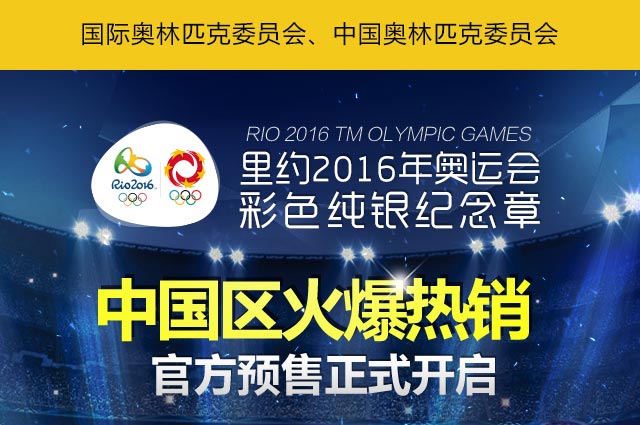 国际奥林匹克委员会、中国奥林匹克委员会
RIO 2016 TM OLYMPIC GAMES
里约2016年奥运会
彩色纯银纪念章
Rio2016
中国区火爆热销
官方预售正式开启